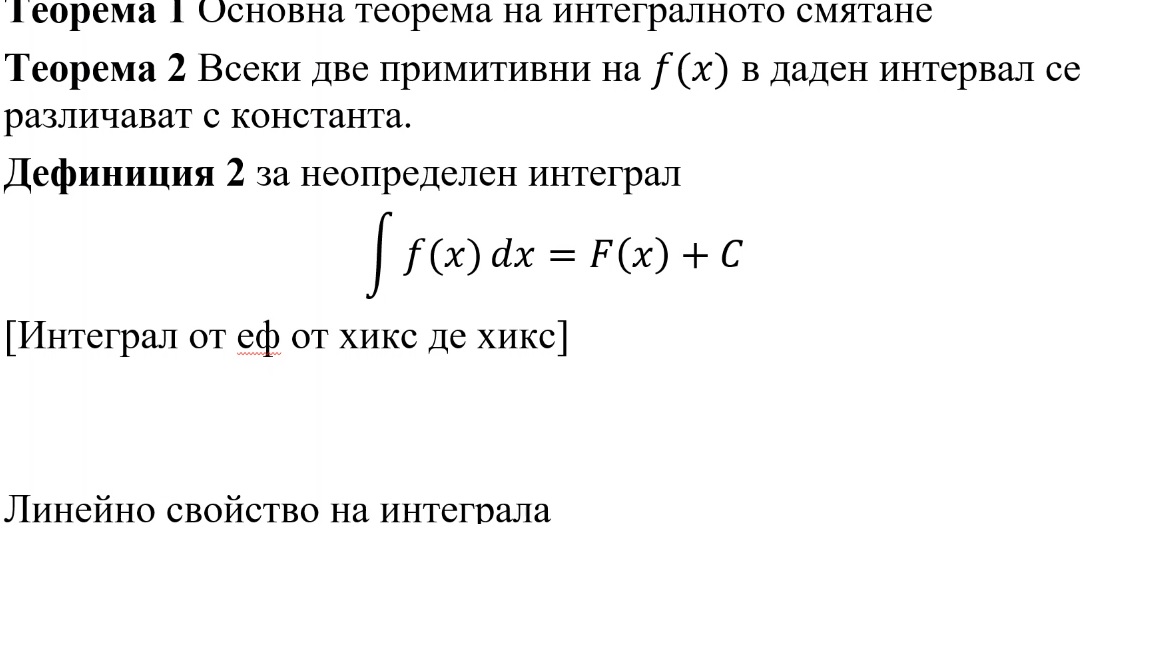 Теорема 1 Основна теорема на интегралното смятане
Теорема 2 Всеки две примитивни на f(x) в даден интервал се
различават с константа.
Дефиниция 2 за неопределен интеграл
∫ f(x) dx = F(x) + C
[Интеграл от еф от хикс де хикс]
Линейно свойство на интеграла